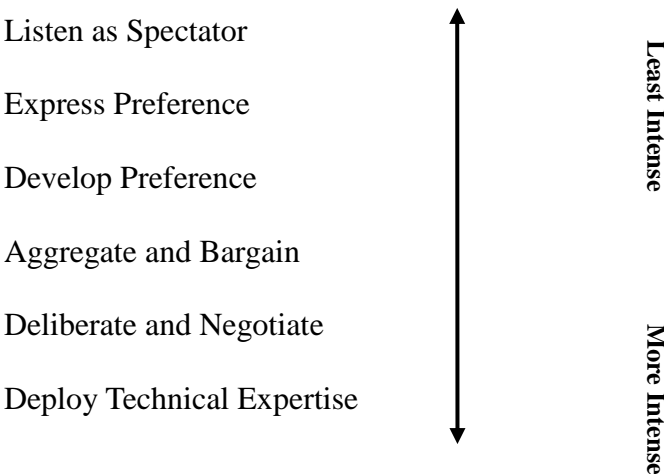 Listen as Spectator
Express Preference
Develop Preference
Aggregate and Bargain
Deliberate and Negotiate
Deploy Technical Expertise
Least Intense
More Intense